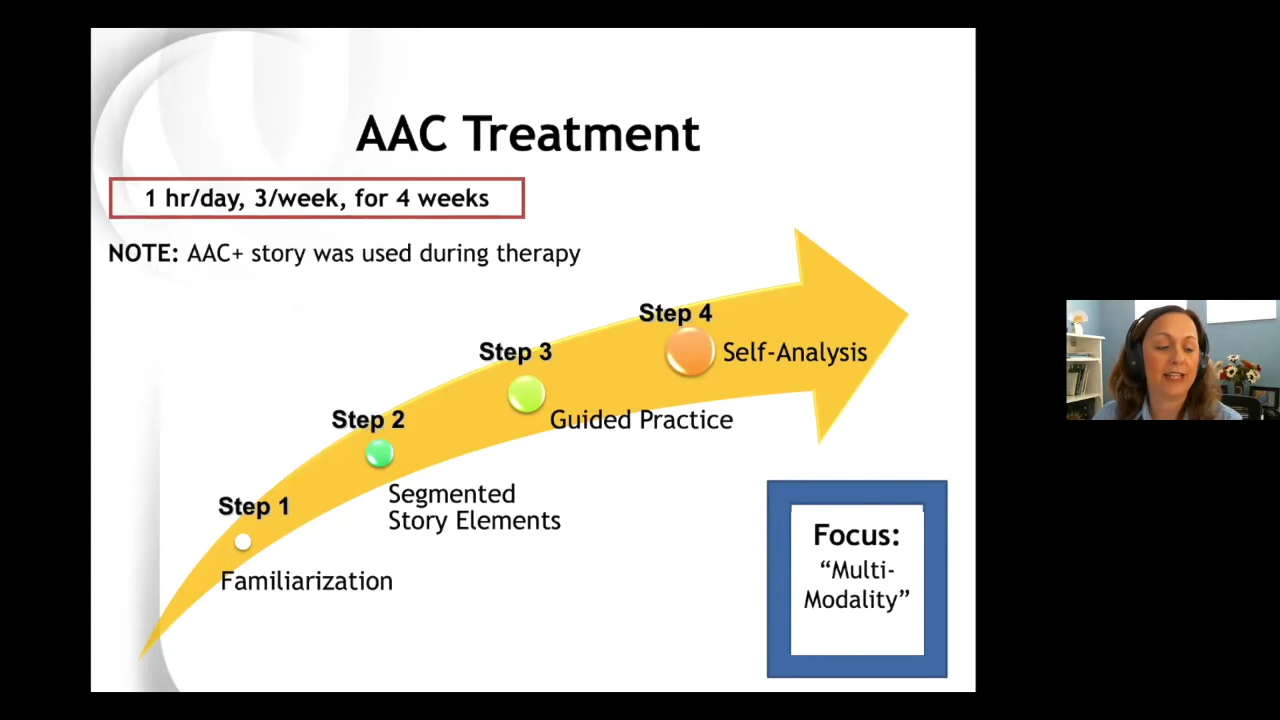 AAC Treatment
1 hr/day, 3/week, for 4 weeks
NOTE: AAC+ story was used during therapy
Step 1
Familiarization
Step 2
Segmented
Story Elements
Step 3
Guided Practice
Step 4
Self-Analysis
Focus:
“Multi-
Modality”